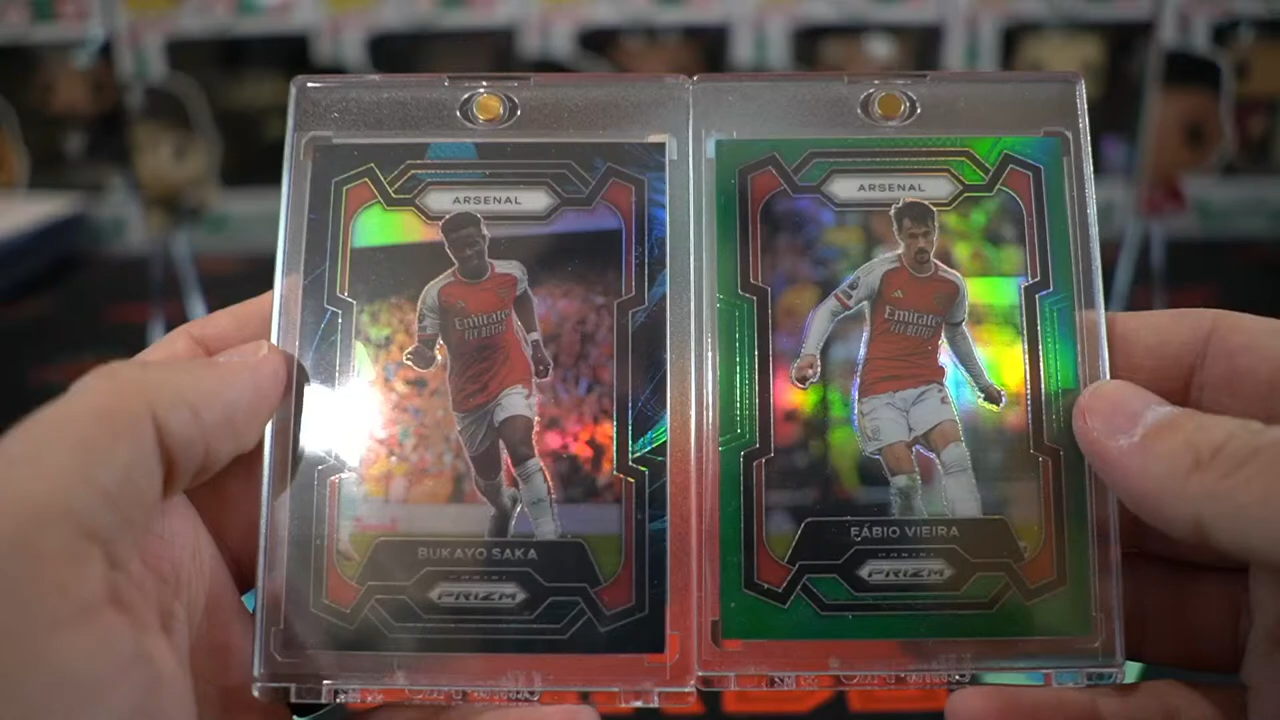 ARSENAL
Emirates
FLY BETTER
BUKAYO SAKA
PANINI
PRIZM
ARSENAL
Emirates
FLY BETTER
FÁBIO VIEIRA
PANINI
PRIZM